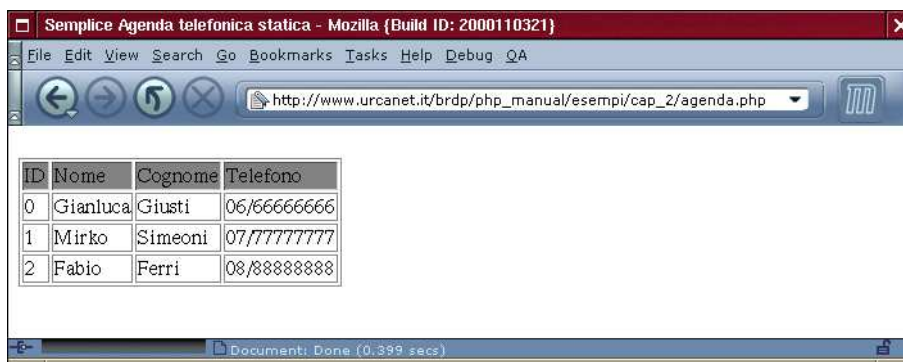 Semplice Agenda telefonica statica - Mozilla {Build ID: 2000110321}
File Edit View Search Go Bookmarks Tasks Help Debug QA
http://www.urcanet.it/brdp/php_manual/esempi/cap_2/agenda.php
ID Nome Cognome Telefono
0 Gianluca Giusti 06/66666666
1 Mirko Simeoni 07/77777777
2 Fabio Ferri 08/88888888
Document: Done (0.399 secs)